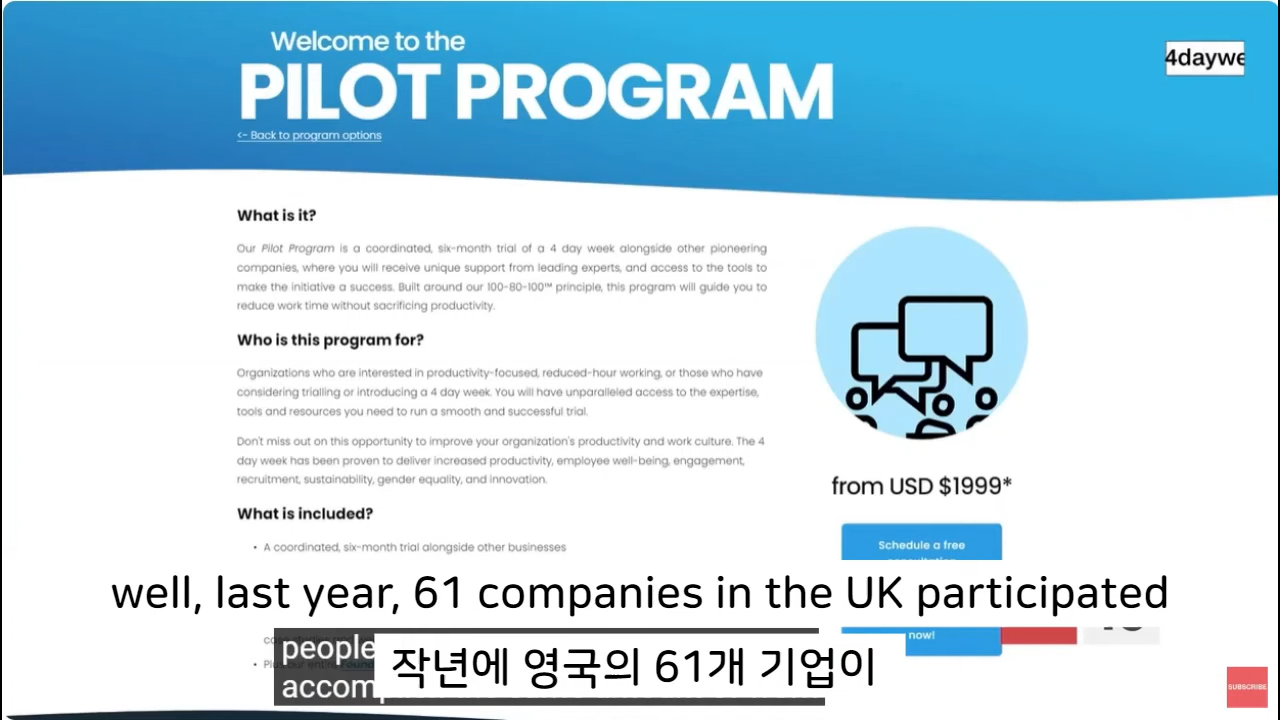 Welcome to the
PILOT PROGRAM
4daywe
<- Back to program options
What is it?
Our Pilot Program is a coordinated, six-month trial of a 4 day week alongside other pioneering
companies, where you will receive unique support from leading experts, and access to the tools to
make the initiative a success. Built around our 100-80-100™ principle, this program will guide you to
reduce work time without sacrificing productivity.
Who is this program for?
Organizations who are interested in productivity-focused, reduced-hour working, or those who have
considering trialling or introducing a 4 day week. You will have unparalleled access to the expertise,
tools and resources you need to run a smooth and successful trial.
Don't miss out on this opportunity to improve your organization's productivity and work culture. The 4
day week has been proven to deliver increased productivity, employee well-being, engagement,
recruitment, sustainability, gender equality, and innovation.
from USD $1999*
What is included?
• A coordinated, six-month trial alongside other businesses
Schedule a free
well, last year, 61 companies in the UK participated
now!
people
작년에 영국의 61개 기업이
SUBSCRIBE